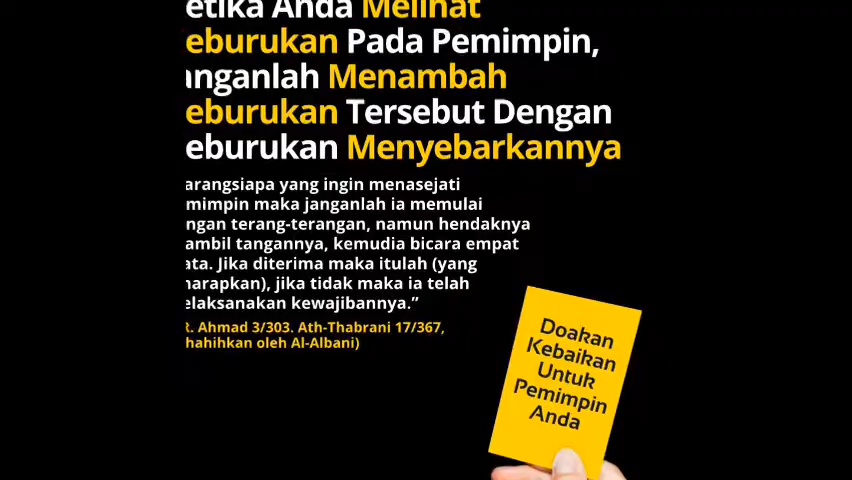 etika Anda Melihat
eburukan Pada Pemimpin,
anganlah Menambah
eburukan Tersebut Dengan
eburukan Menyebarkannya
arangsiapa yang ingin menasejati
mimpin maka janganlah ia memulai
ngan terang-terangan, namun hendaknya
ambil tangannya, kemudia bicara empat
ata. Jika diterima maka itulah (yang
harapkan), jika tidak maka ia telah
elaksanakan kewajibannya.”
R. Ahmad 3/303. Ath-Thabrani 17/367,
hahihkan oleh Al-Albani)
Doakan
Kebaikan
Untuk
Pemimpin
Anda